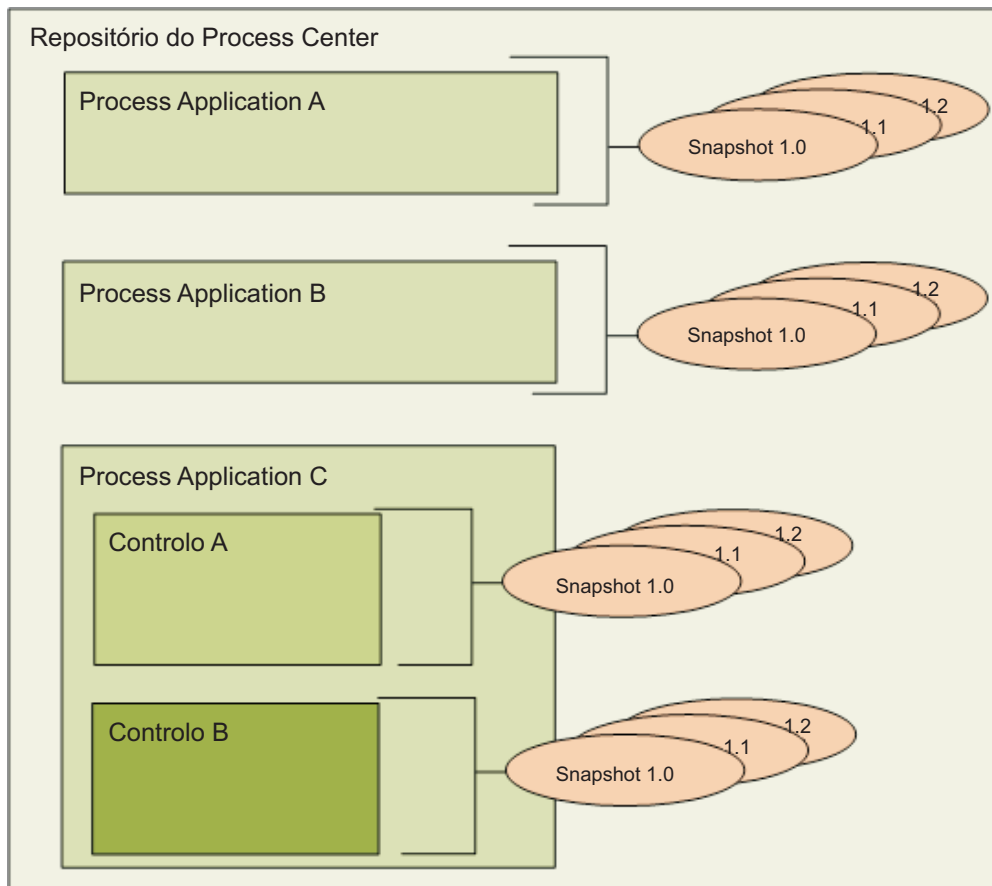 Repositório do Process Center
Process Application A
Snapshot 1.0
1.1
1.2
Process Application B
Snapshot 1.0
1.1
1.2
Process Application C
Controlo A
Snapshot 1.0
1.1
1.2
Controlo B
Snapshot 1.0
1.1
1.2